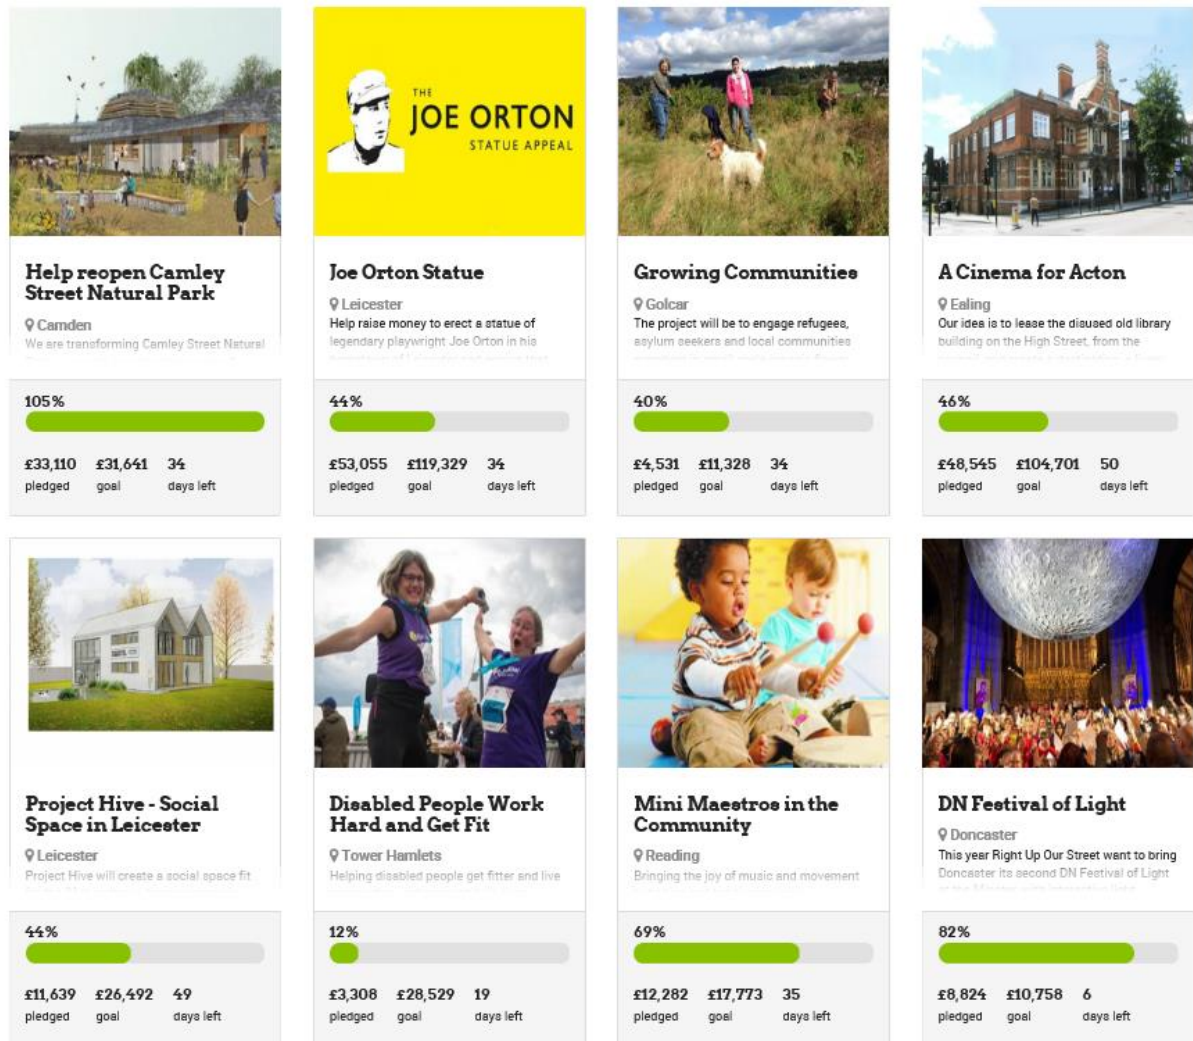 THE
JOE ORTON
STATUE APPEAL
Help reopen Camley
Street Natural Park
Camden
We are transforming Camley Street Natural
105%
£33,110 £31,641 34
pledged goal days left
Joe Orton Statue
Leicester
Help raise money to erect a statue of
legendary playwright Joe Orton in his
44%
£53,055 £119,329 34
pledged goal days left
Growing Communities
Golcar
The project will be to engage refugees,
asylum seekers and local communities
40%
£4,531 £11,328 34
pledged goal days left
A Cinema for Acton
Ealing
Our idea is to lease the disused old library
building on the High Street, from the
46%
£48,545 £104,701 50
pledged goal days left
Project Hive - Social
Space in Leicester
Leicester
Project Hive will create a social space fit
44%
£11,639 £26,492 49
pledged goal days left
Disabled People Work
Hard and Get Fit
Tower Hamlets
Helping disabled people get fitter and live
12%
£3,308 £28,529 19
pledged goal days left
Mini Maestros in the
Community
Reading
Bringing the joy of music and movement
69%
£12,282 £17,773 35
pledged goal days left
DN Festival of Light
Doncaster
This year Right Up Our Street want to bring
Doncaster its second DN Festival of Light
82%
£8,824 £10,758 6
pledged goal days left